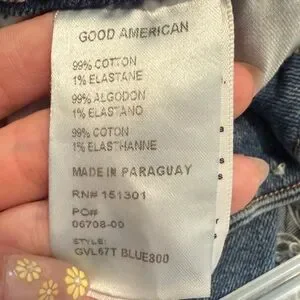 GOOD AMERICAN
99% COTTON
1% ELASTANE
99% ALGODON
1% ELASTANO
99% COTON
1% ELASTHANNE
MADE IN PARAGUAY
RN# 151301
PO#
06708-00
STYLE:
GVL67T BLUE800